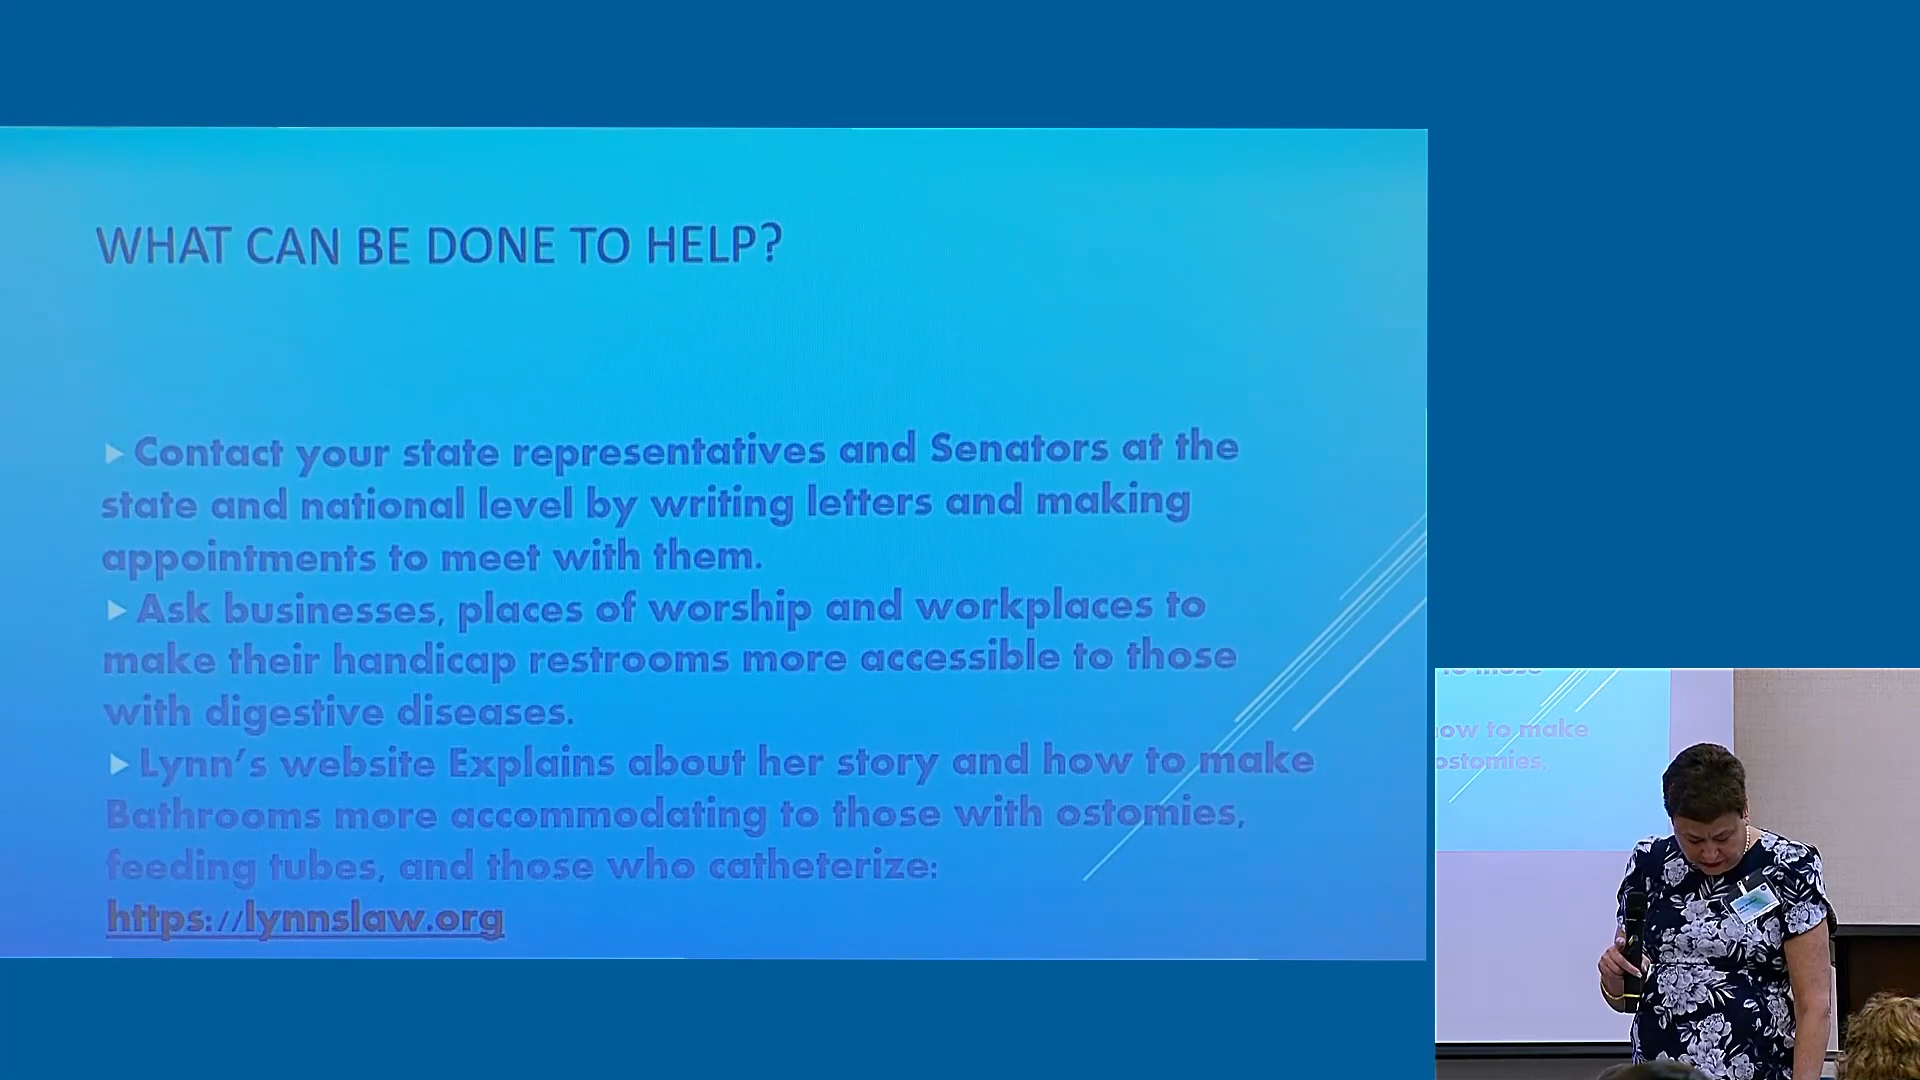 WHAT CAN BE DONE TO HELP?
Contact your state representatives and Senators at the
state and national level by writing letters and making
appointments to meet with them.
Ask businesses, places of worship and workplaces to
make their handicap restrooms more accessible to those
with digestive diseases.
Lynn's website Explains about her story and how to make
Bathrooms more accommodating to those with ostomies,
feeding tubes, and those who catheterize:
https://lynnslaw.org
to make
ostomies,